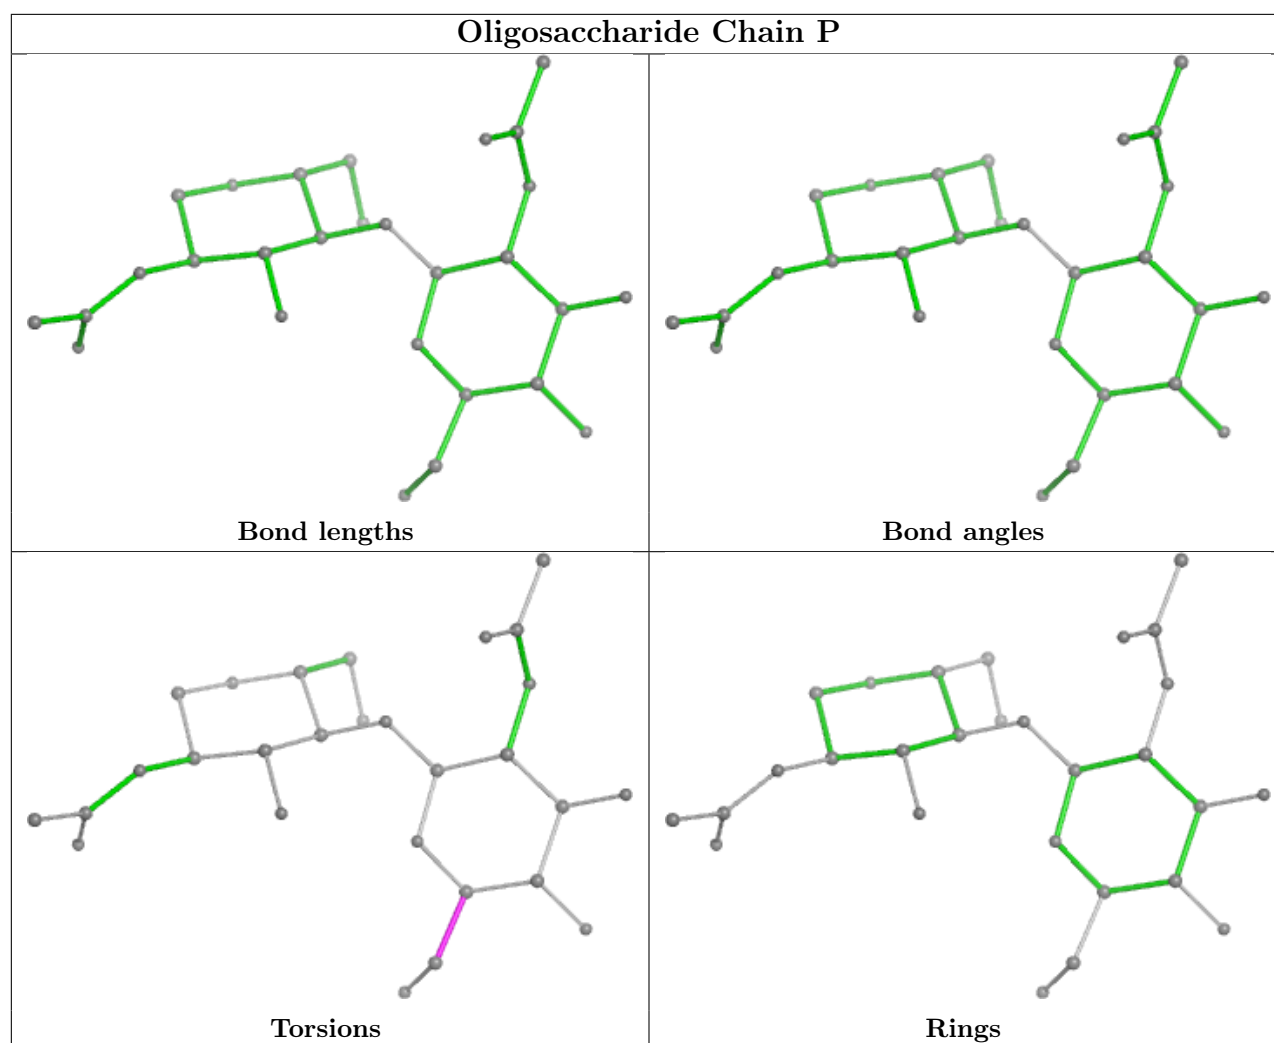 Oligosaccharide Chain P
Bond lengths
Bond angles
Torsions
Rings